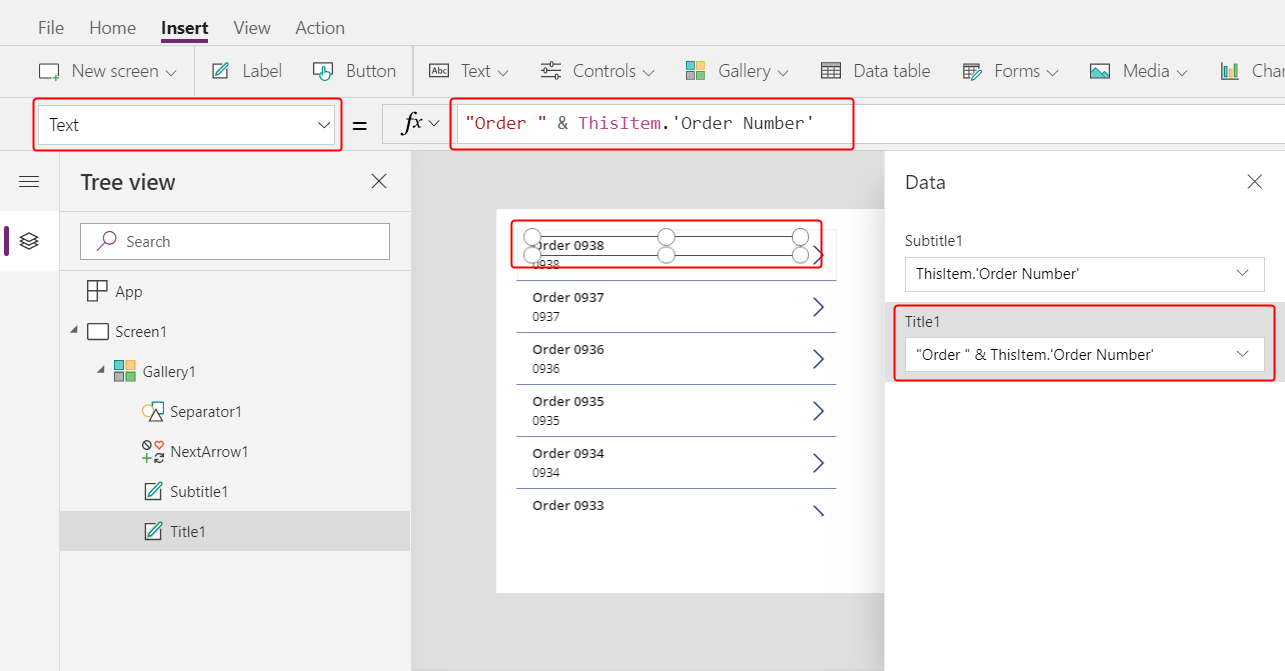 File Home Insert View Action
New screen Label Button Abc Text Controls Gallery Data table Forms Media
Text = fx "Order " & ThisItem.'Order Number'
Tree view
Search
App
Screen1
Gallery1
Separator1
NextArrow1
Subtitle1
Title1
Order 0938
0938
Order 0937
0937
Order 0936
0936
Order 0935
0935
Order 0934
0934
Order 0933
Data
Subtitle1
ThisItem.'Order Number'
Title1
"Order " & ThisItem.'Order Number'